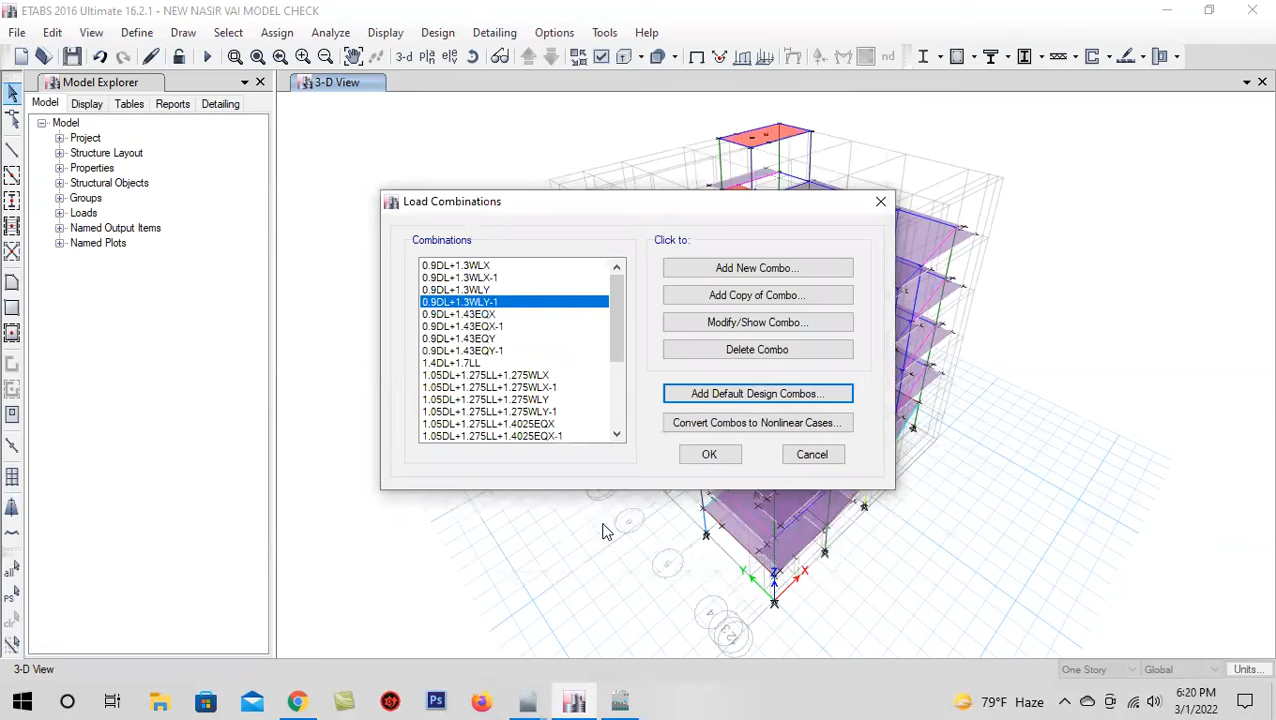 ETABS 2016 Ultimate 16.2.1 - NEW NASIR VAI MODEL CHECK
File Edit View Define Draw Select Assign Analyze Display Design Detailing Options Tools Help
3-d pla ele nd
Model Explorer
3-D View
Model Display Tables Reports Detailing
Model
Project
Structure Layout
Properties
Structural Objects
Groups
Loads
Named Output Items
Named Plots
Load Combinations
Combinations
0.9DL+1.3WLX
0.9DL+1.3WLX-1
0.9DL+1.3WLY
0.9DL+1.3WLY-1
0.9DL+1.43EQX
0.9DL+1.43EQX-1
0.9DL+1.43EQY
0.9DL+1.43EQY-1
1.4DL+1.7LL
1.05DL+1.275LL+1.275WLX
1.05DL+1.275LL+1.275WLX-1
1.05DL+1.275LL+1.275WLY
1.05DL+1.275LL+1.275WLY-1
1.05DL+1.275LL+1.4025EQX
1.05DL+1.275LL+1.4025EQX-1
Click to:
Add New Combo...
Add Copy of Combo...
Modify/Show Combo...
Delete Combo
Add Default Design Combos...
Convert Combos to Nonlinear Cases...
OK Cancel
Y Z X
all
PS
clr
3-D View
One Story Global Units...
Ps
79°F Haze
6:20 PM
3/1/2022